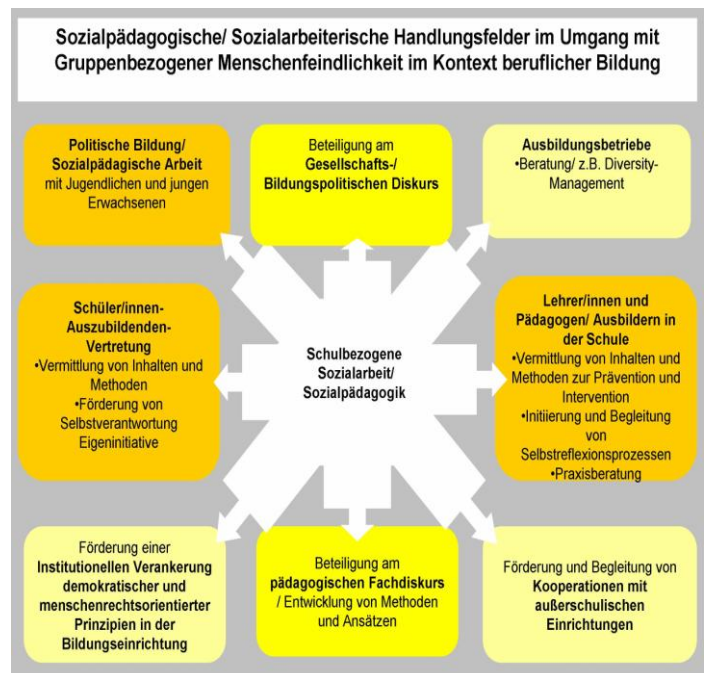 Sozialpädagogische/ Sozialarbeiterische Handlungsfelder im Umgang mit
Gruppenbezogener Menschenfeindlichkeit im Kontext beruflicher Bildung
Politische Bildung/
Sozialpädagische Arbeit
mit Jugendlichen und jungen
Erwachsenen
Beteiligung am
Gesellschafts-/
Bildungspolitischen Diskurs
Ausbildungsbetriebe
•Beratung/ z.B. Diversity-
Management
Schüler/innen-
Auszubildenden-
Vertretung
•Vermittlung von Inhalten und
Methoden
•Förderung von
Selbstverantwortung
Eigeninitiative
Schulbezogene
Sozialarbeit/
Sozialpädagogik
Lehrer/innen und
Pädagogen/ Ausbildern in
der Schule
•Vermittlung von Inhalten und
Methoden zur Prävention und
Intervention
•Initiierung und Begleitung
von
Selbstreflexionsprozessen
•Praxisberatung
Förderung einer
Institutionellen Verankerung
demokratischer und
menschenrechtsorientierter
Prinzipien in der
Bildungseinrichtung
Beteiligung am
pädagogischen Fachdiskurs
/ Entwicklung von Methoden
und Ansätzen
Förderung und Begleitung von
Kooperationen mit
außerschulischen
Einrichtungen